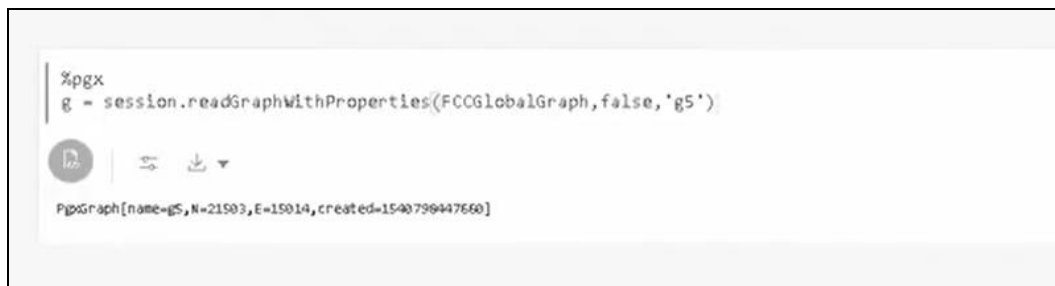 %pgx
g = session.readGraphWithProperties(FCCGlobalGraph,false,'g5')
PgxGraph[name=g5,N=21503,E=15014,created=1540798447660]